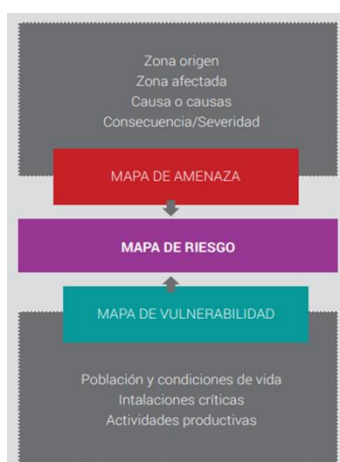 Zona origen
Zona afectada
Causa o causas
Consecuencia/Severidad
MAPA DE AMENAZA
MAPA DE RIESGO
MAPA DE VULNERABILIDAD
Población y condiciones de vida
Intalaciones críticas
Actividades productivas